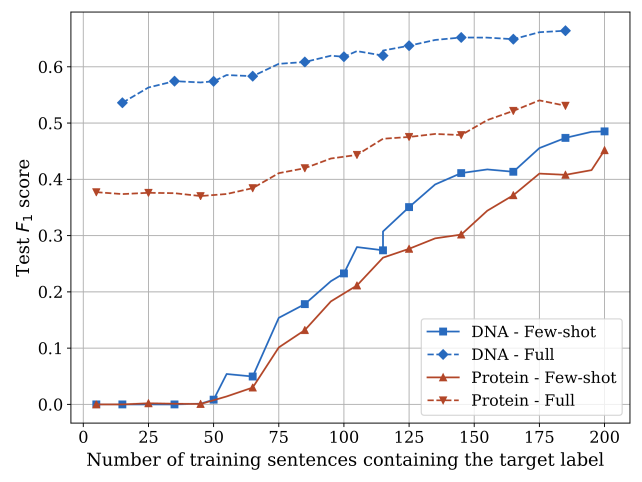 Test F1 score
0.6
0.5
0.4
0.3
0.2
0.1
0.0
0 25 50 75 100 125 150 175 200
Number of training sentences containing the target label
DNA - Few-shot
DNA - Full
Protein - Few-shot
Protein - Full